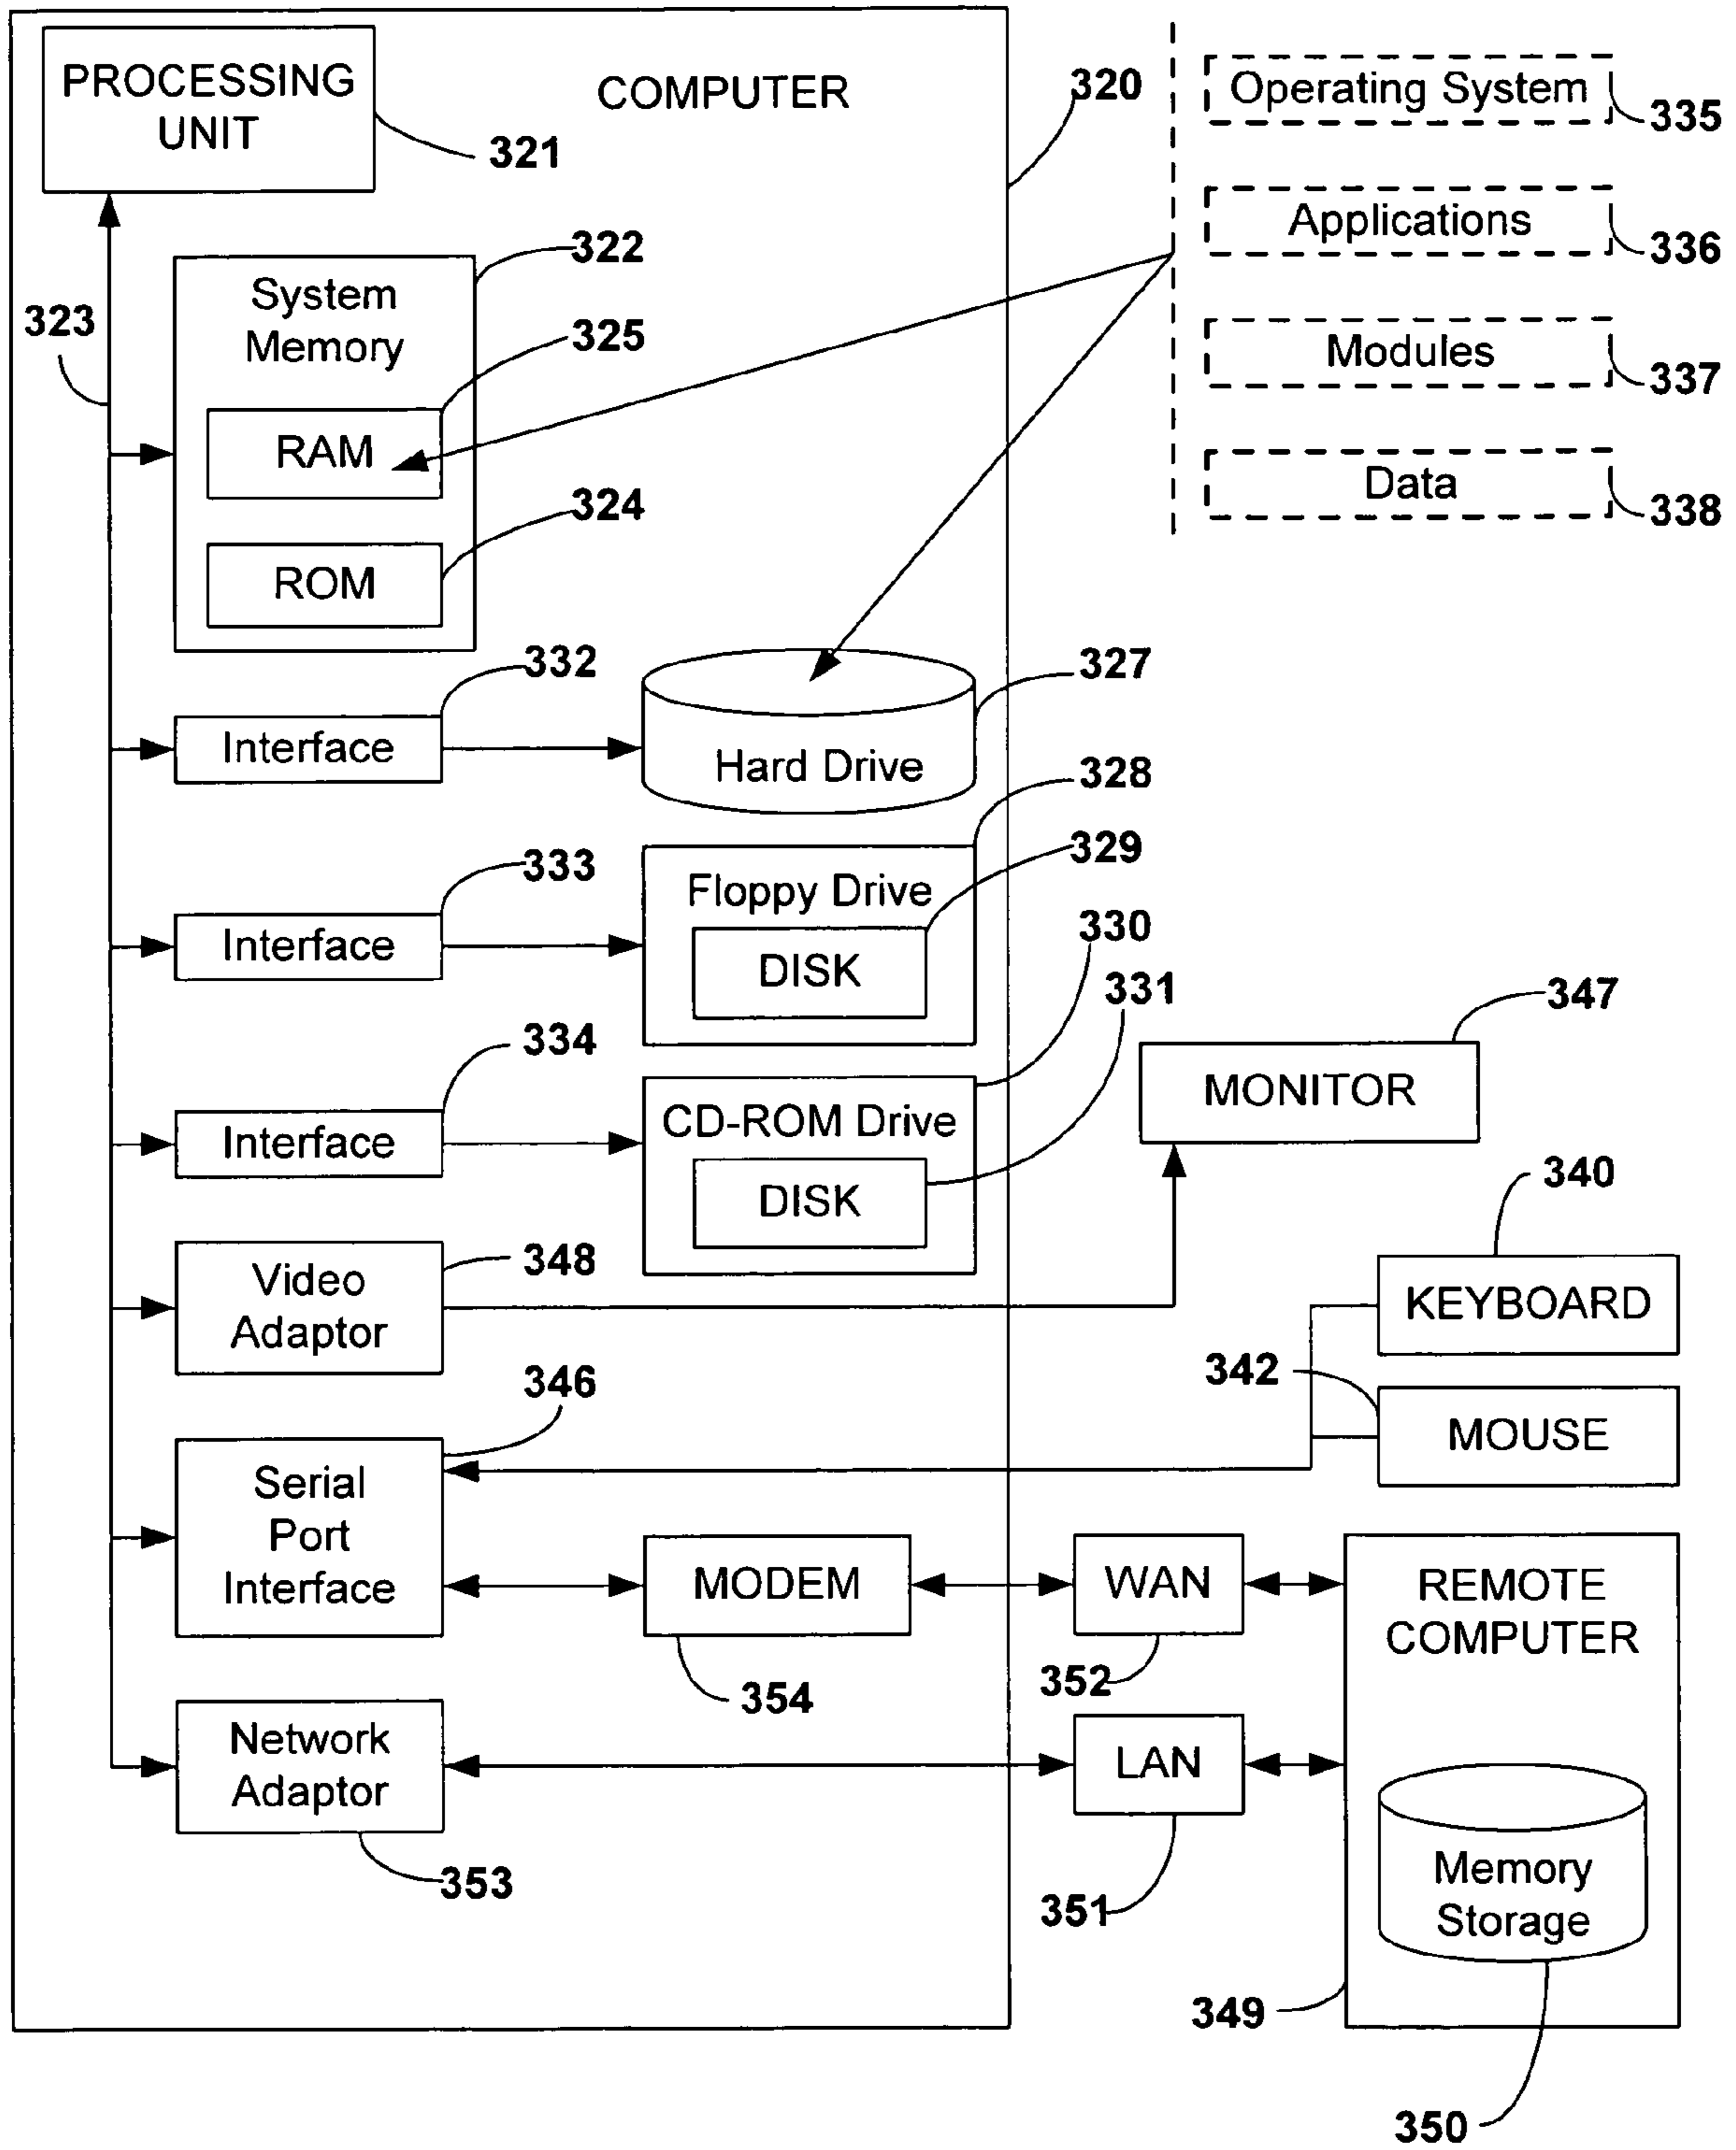 PROCESSING
UNIT
321
COMPUTER
320
Operating System
335
Applications
336
Modules
337
Data
338
322
System
Memory
323
325
RAM
324
ROM
332
Interface
327
Hard Drive
328
333
Interface
329
Floppy Drive
DISK
330
331
334
Interface
CD-ROM Drive
DISK
347
MONITOR
340
KEYBOARD
348
Video
Adaptor
342
MOUSE
346
Serial
Port
Interface
MODEM
354
WAN
352
REMOTE
COMPUTER
Network
Adaptor
353
LAN
351
Memory
Storage
349
350